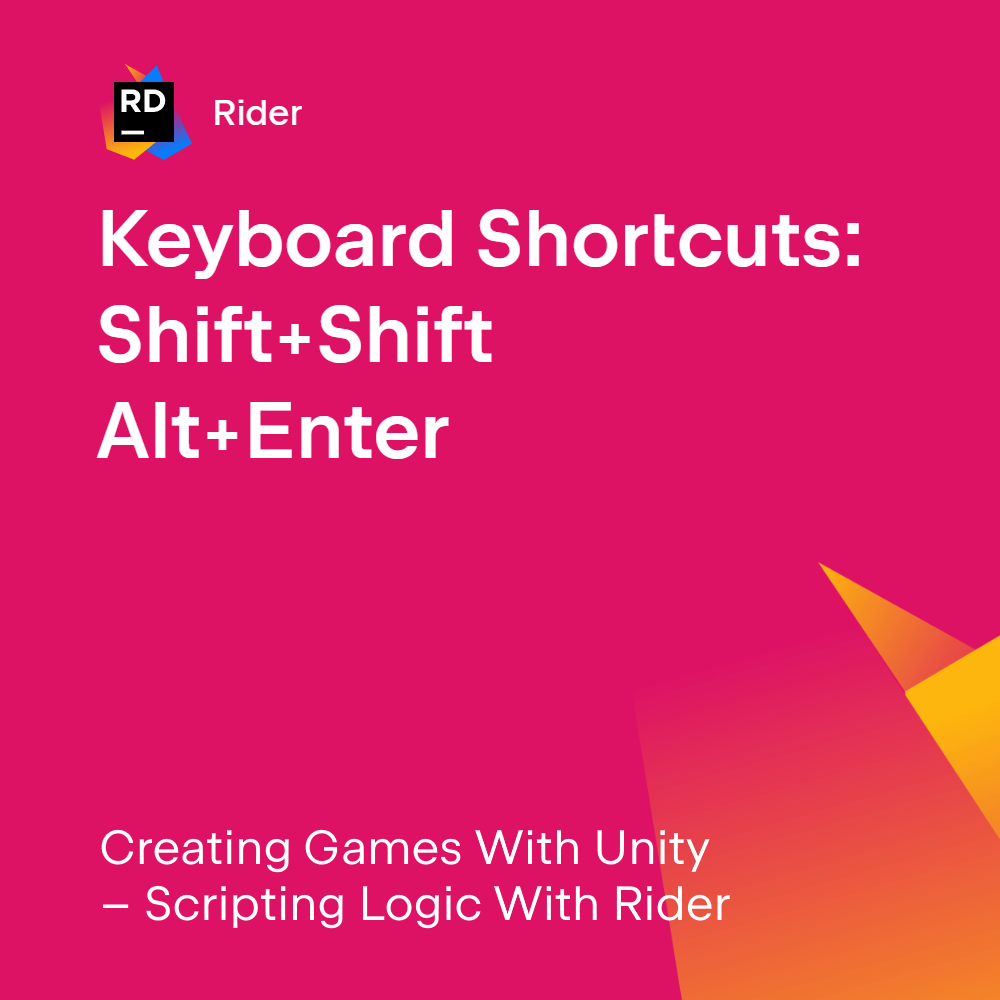 RD
Rider
Keyboard Shortcuts:
Shift+Shift
Alt+Enter
Creating Games With Unity
– Scripting Logic With Rider